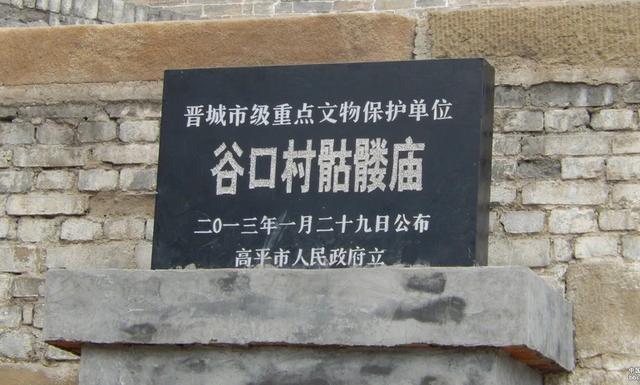 晋城市级重点文物保护单位
谷口村骷髅庙
二〇一三年一月二十九日公布
高平市人民政府立